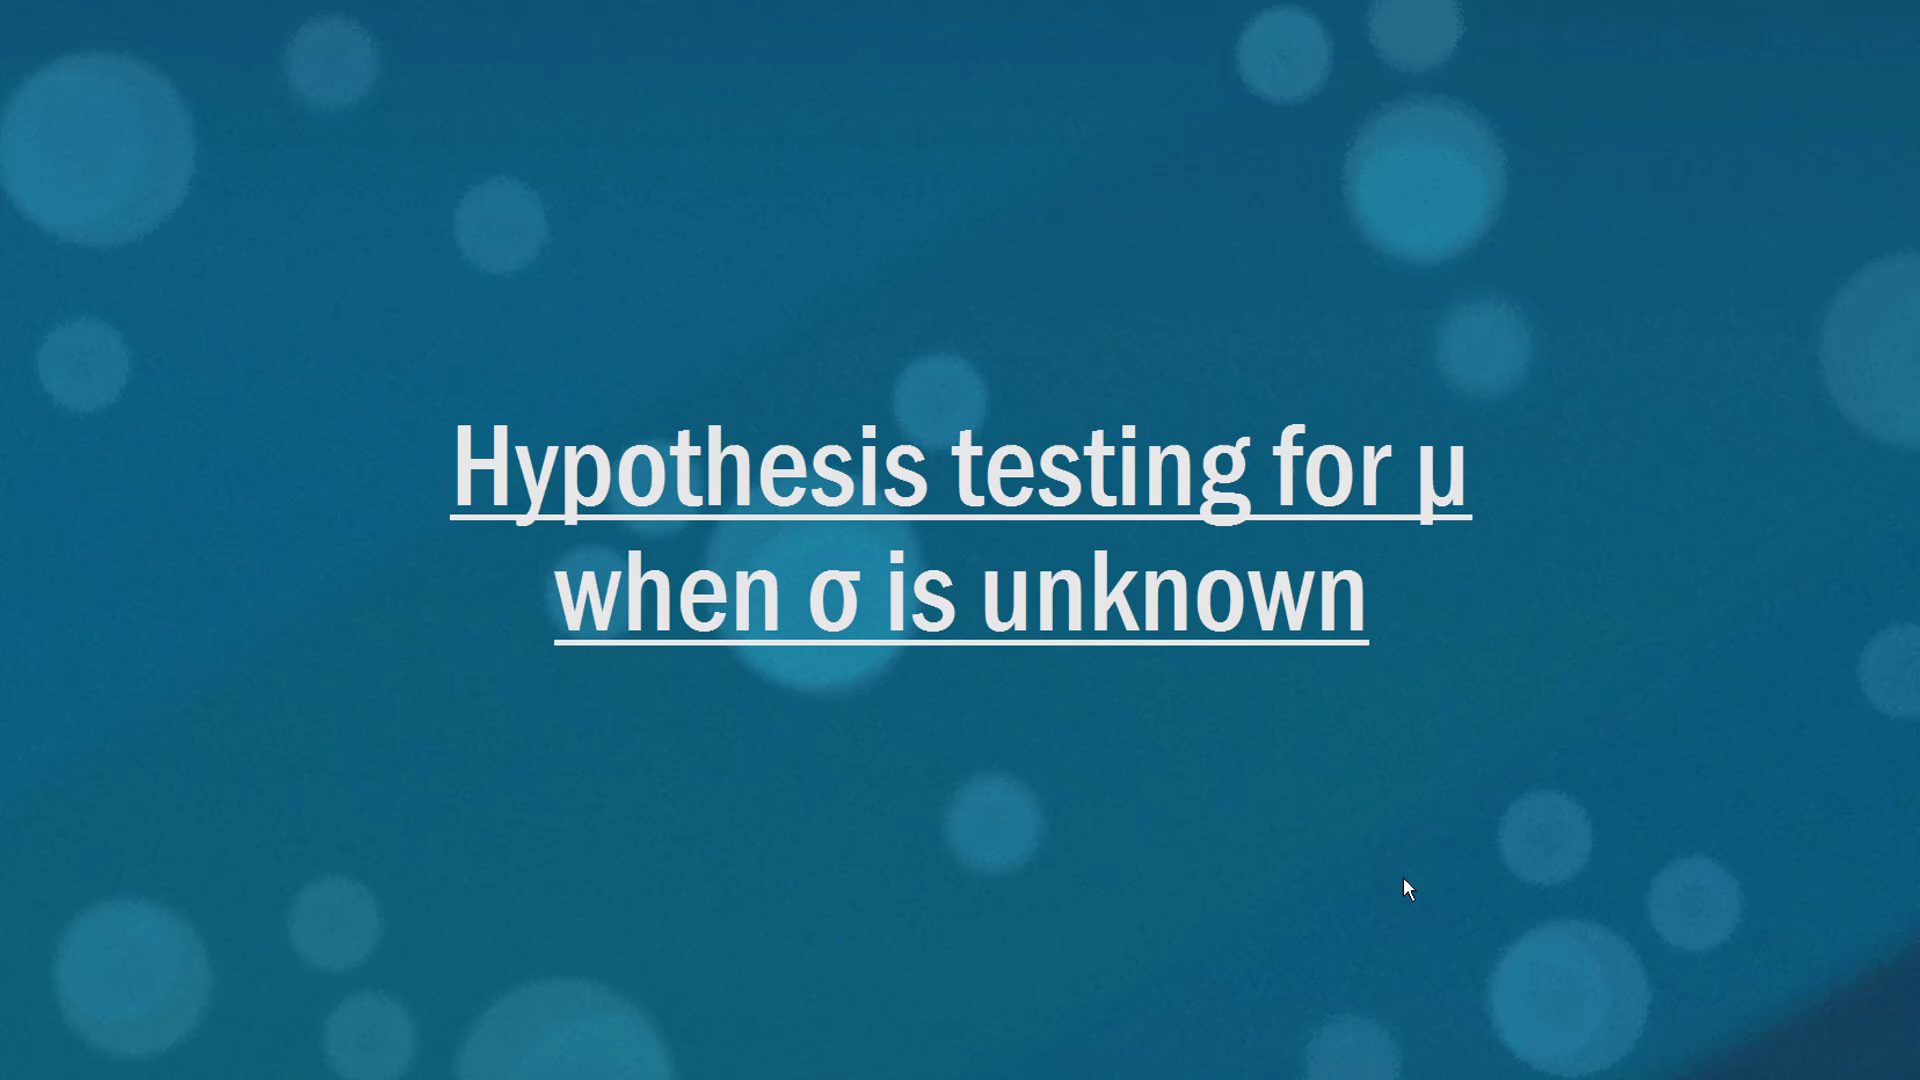 Hypothesis testing for μ
when σ is unknown